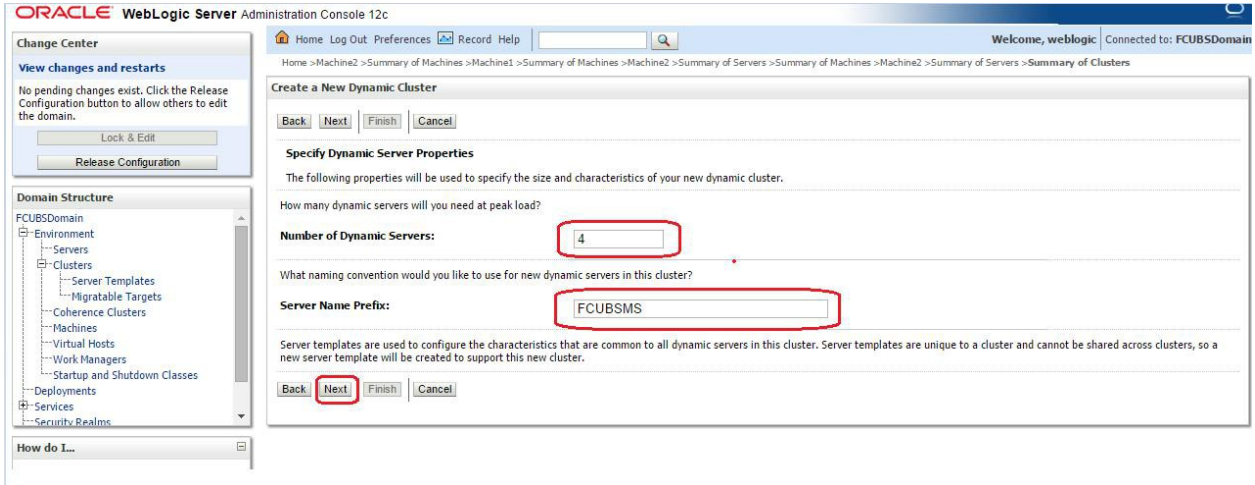 ORACLE WebLogic Server Administration Console 12c
Change Center
View changes and restarts
No pending changes exist. Click the Release
Configuration button to allow others to edit
the domain.
Lock & Edit
Release Configuration
Domain Structure
FCUBSDomain
Environment
Servers
Clusters
Server Templates
Migratable Targets
Coherence Clusters
Machines
Virtual Hosts
Work Managers
Startup and Shutdown Classes
Deployments
Services
Security Realms
How do I...
Home Log Out Preferences Record Help
Welcome, weblogic Connected to: FCUBSDomain
Home >Machine2 >Summary of Machines >Machine1 >Summary of Machines >Machine2 >Summary of Servers >Summary of Machines >Machine2 >Summary of Servers >Summary of Clusters
Create a New Dynamic Cluster
Back Next Finish Cancel
Specify Dynamic Server Properties
The following properties will be used to specify the size and characteristics of your new dynamic cluster.
How many dynamic servers will you need at peak load?
Number of Dynamic Servers: 4
What naming convention would you like to use for new dynamic servers in this cluster?
Server Name Prefix: FCUBSMS
Server templates are used to configure the characteristics that are common to all dynamic servers in this cluster. Server templates are unique to a cluster and cannot be shared across clusters, so a
new server template will be created to support this new cluster.
Back Next Finish Cancel